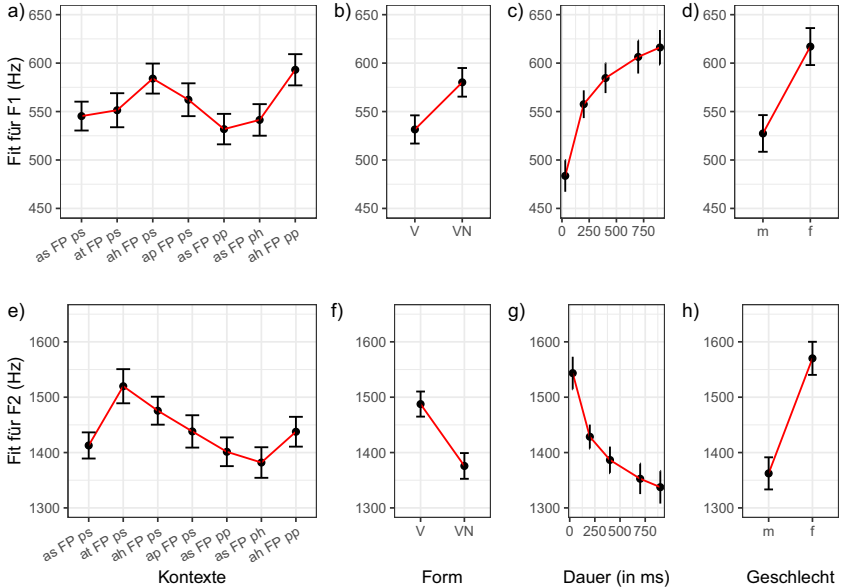 a)
b)
c)
d)
Fit für F1 (Hz)
650
600
550
500
450
as FP ps
at FP ps
ah FP ps
ap FP ps
as FP pp
as FP ph
ah FP pp
650
600
550
500
450
V VN
650
600
550
500
450
0 250 500 750
650
600
550
500
450
m f
e)
f)
g)
h)
Fit für F2 (Hz)
1600
1500
1400
1300
as FP ps
at FP ps
ah FP ps
ap FP ps
as FP pp
as FP ph
ah FP pp
1600
1500
1400
1300
V VN
1600
1500
1400
1300
0 250 500 750
1600
1500
1400
1300
m f
Kontexte
Form
Dauer (in ms)
Geschlecht